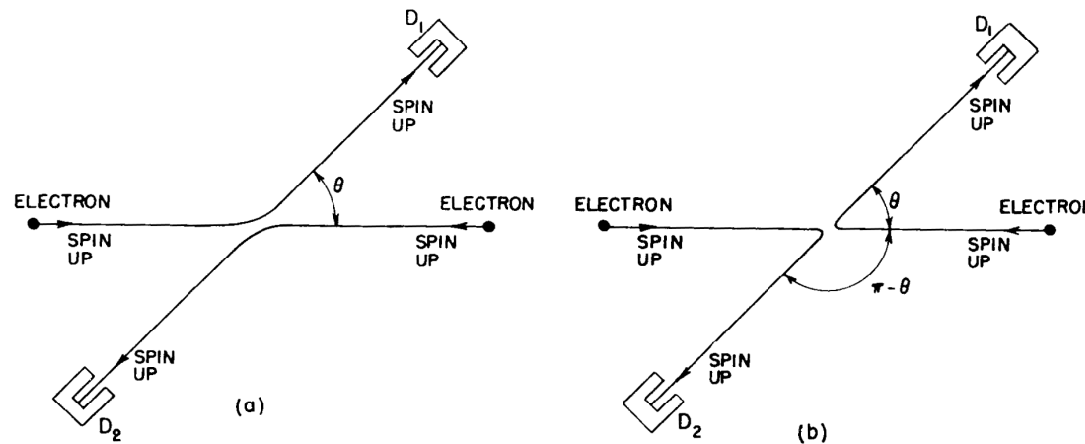 D₁
SPIN
UP
θ
ELECTRON
SPIN
UP
ELECTRON
SPIN
UP
SPIN
UP
D₂
(a)
D₁
SPIN
UP
θ
ELECTRON
SPIN
UP
ELECTRON
SPIN
UP
π-θ
SPIN
UP
D₂
(b)